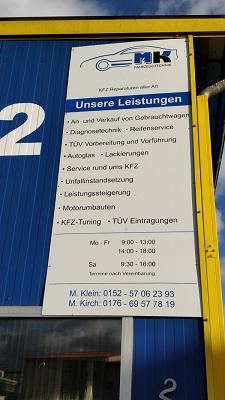 MK
FAHRZEUGTECHNIK
KFZ Reparaturen aller Art
Unsere Leistungen
• An- und Verkauf von Gebrauchtwagen
• Diagnosetechnik • Reifenservice
• TÜV Vorbereitung und Vorführung
• Autoglas • Lackierungen
• Service rund ums KFZ
• Unfallinstandsetzung
• Leistungssteigerung
• Motorumbauten
• KFZ-Tuning • TÜV Eintragungen
Mo - Fr 9:00 - 13:00
14:00 - 18:00
Sa 9:30 - 16:00
Termine nach Vereinbarung
M. Klein: 0152 - 57 06 23 93
M. Kirch: 0176 - 69 57 78 19
2
2